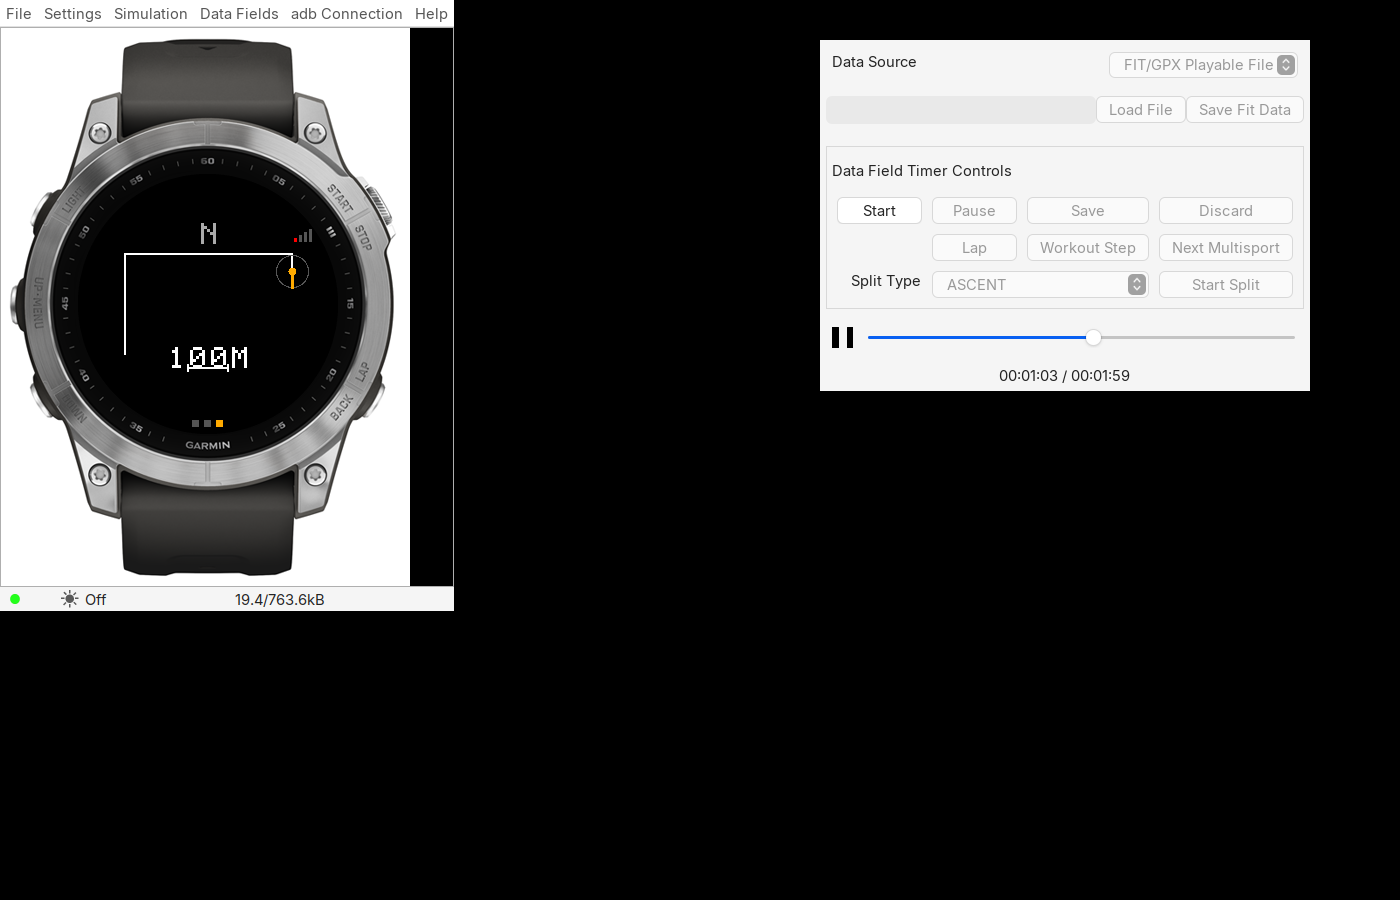 File Settings Simulation Data Fields adb Connection Help
60
55
05
LIGHT
START
STOP
50
N
UP·MENU
45
15
100M
40
20
LAP
DOWN
BACK
35
25
GARMIN
Off
19.4/763.6kB
Data Source
FIT/GPX Playable File
Load File
Save Fit Data
Data Field Timer Controls
Start
Pause
Save
Discard
Lap
Workout Step
Next Multisport
Split Type
ASCENT
Start Split
00:01:03 / 00:01:59